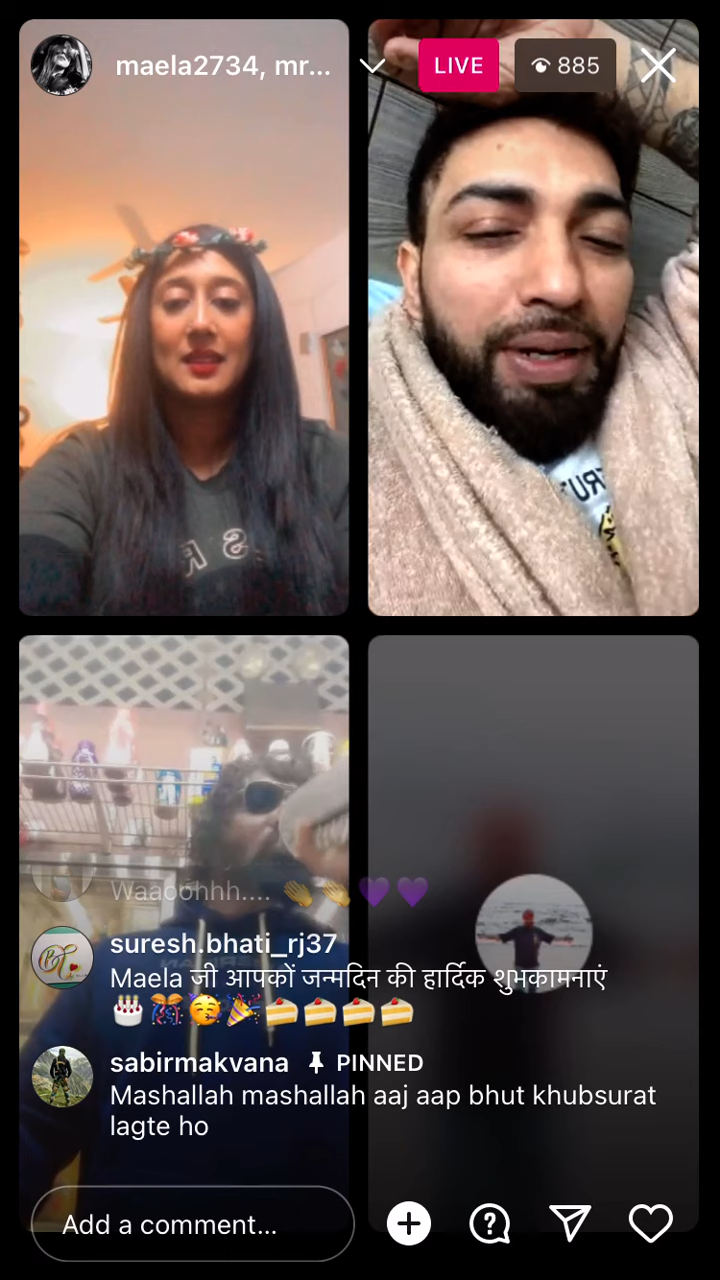 maela2734, mr...
LIVE
885
Waaoohhh.... 👏👏💜💜
suresh.bhati_rj37
Maela जी आपकों जन्मदिन की हार्दिक शुभकामनाएं
🎂🎊🥳🎉🍰🍰🍰🍰
sabirmakvana PINNED
Mashallah mashallah aaj aap bhut khubsurat
lagte ho
Add a comment...